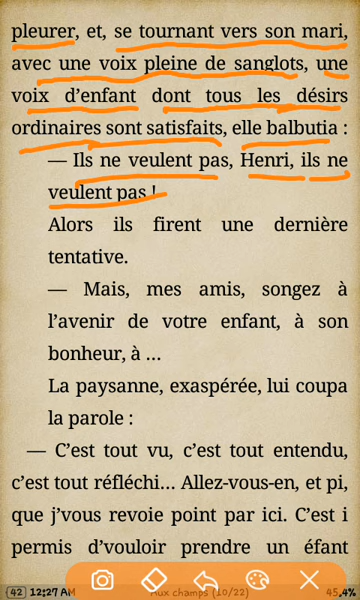 pleurer, et, se tournant vers son mari,
avec une voix pleine de sanglots, une
voix d’enfant dont tous les désirs
ordinaires sont satisfaits, elle balbutia :
— Ils ne veulent pas, Henri, ils ne
veulent pas !
Alors ils firent une dernière
tentative.
— Mais, mes amis, songez à
l’avenir de votre enfant, à son
bonheur, à ...
La paysanne, exaspérée, lui coupa
la parole :
— C’est tout vu, c’est tout entendu,
c’est tout réfléchi... Allez-vous-en, et pi,
que j’vous revoie point par ici. C’est i
permis d’vouloir prendre un éfant
42 12:27 AM Aux champs (10/22) 45.4%